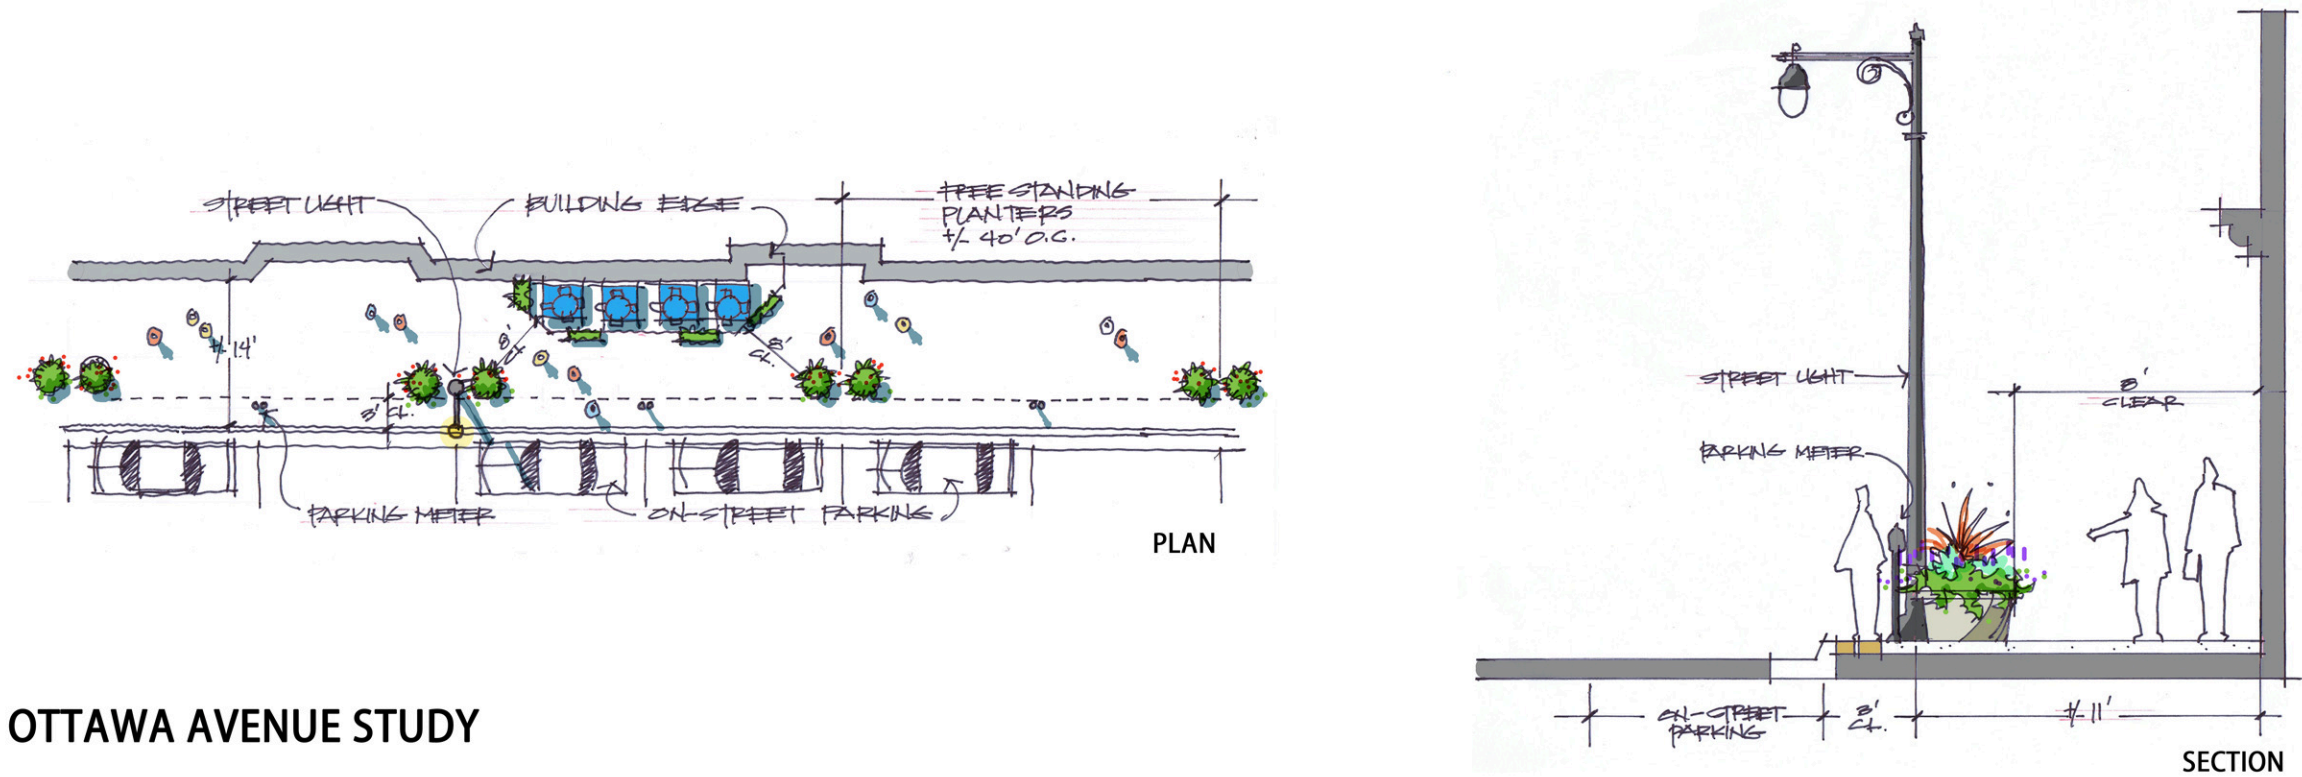 STREET LIGHT
BUILDING EDGE
FREE STANDING
PLANTERS
+/- 40' O.C.
+/- 14'
8'
CL.
8'
CL.
3' CL.
PARKING METER
ON-STREET PARKING
PLAN
OTTAWA AVENUE STUDY
STREET LIGHT
8'
CLEAR
PARKING METER
ON-STREET
PARKING
3'
CL.
+/- 11'
SECTION